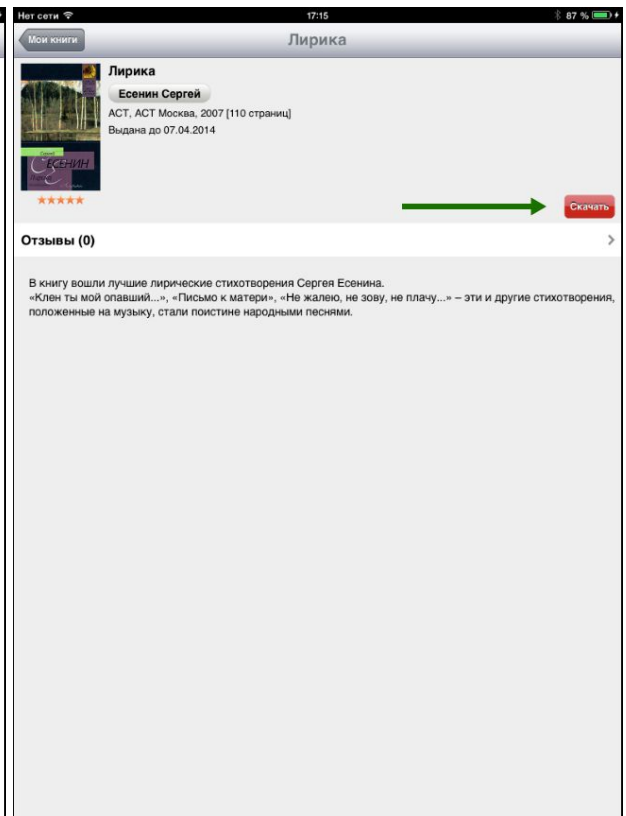 Нет сети 17:15 87 %
Мои книги
Лирика
Лирика
Есенин Сергей
АСТ, АСТ Москва, 2007 [110 страниц]
Выдана до 07.04.2014
ЕСЕНИН
Скачать
Отзывы (0)
В книгу вошли лучшие лирические стихотворения Сергея Есенина.
«Клен ты мой опавший...», «Письмо к матери», «Не жалею, не зову, не плачу...» – эти и другие стихотворения,
положенные на музыку, стали поистине народными песнями.